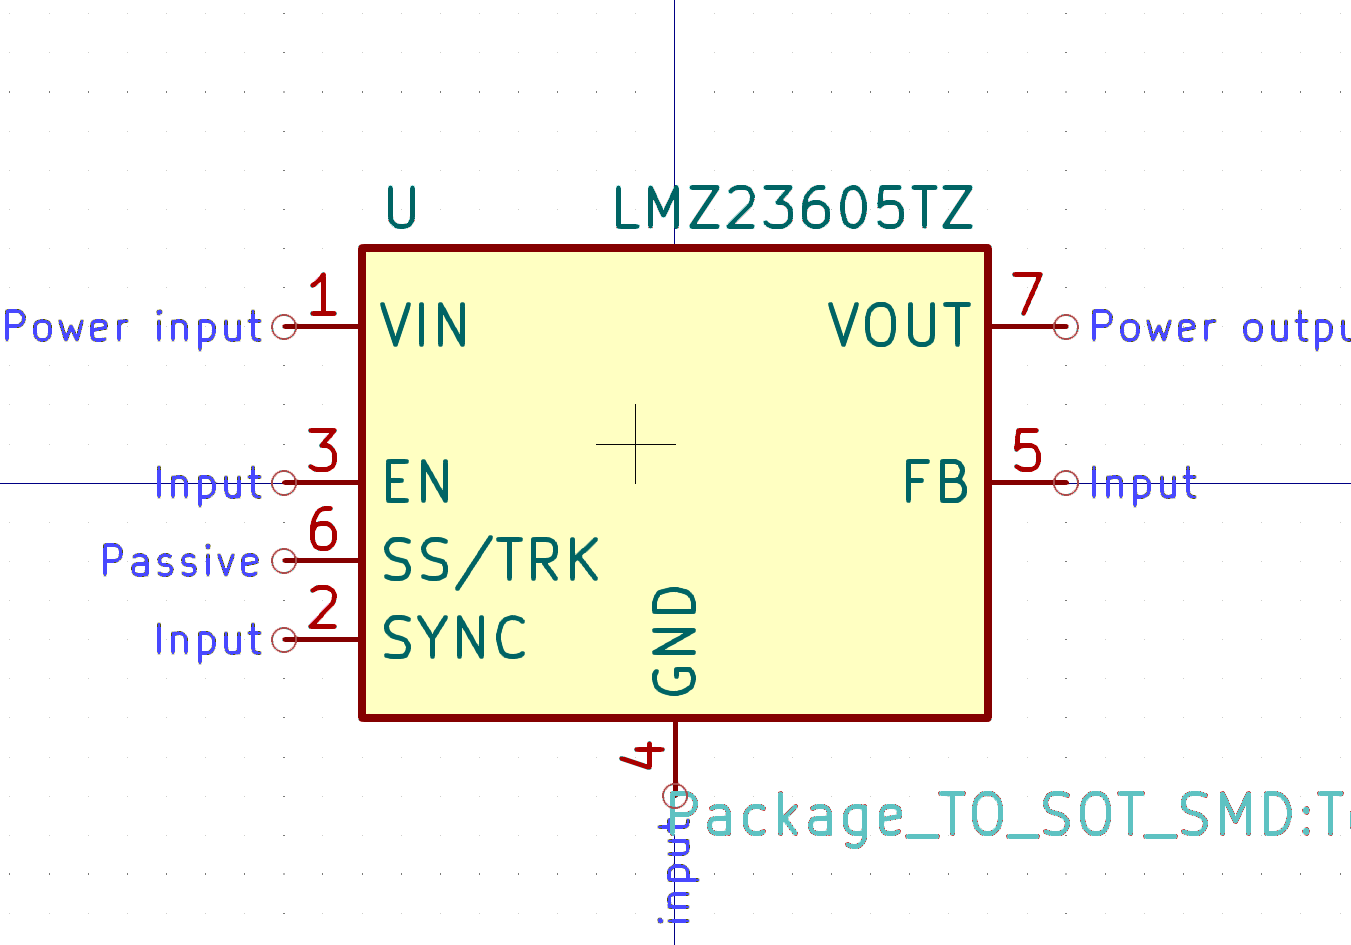 U LMZ23605TZ
Power input 1 VIN VOUT 7 Power outpu
Input 3 EN FB 5 Input
Passive 6 SS/TRK
Input 2 SYNC
GND
4
Package_TO_SOT_SMD:T
input